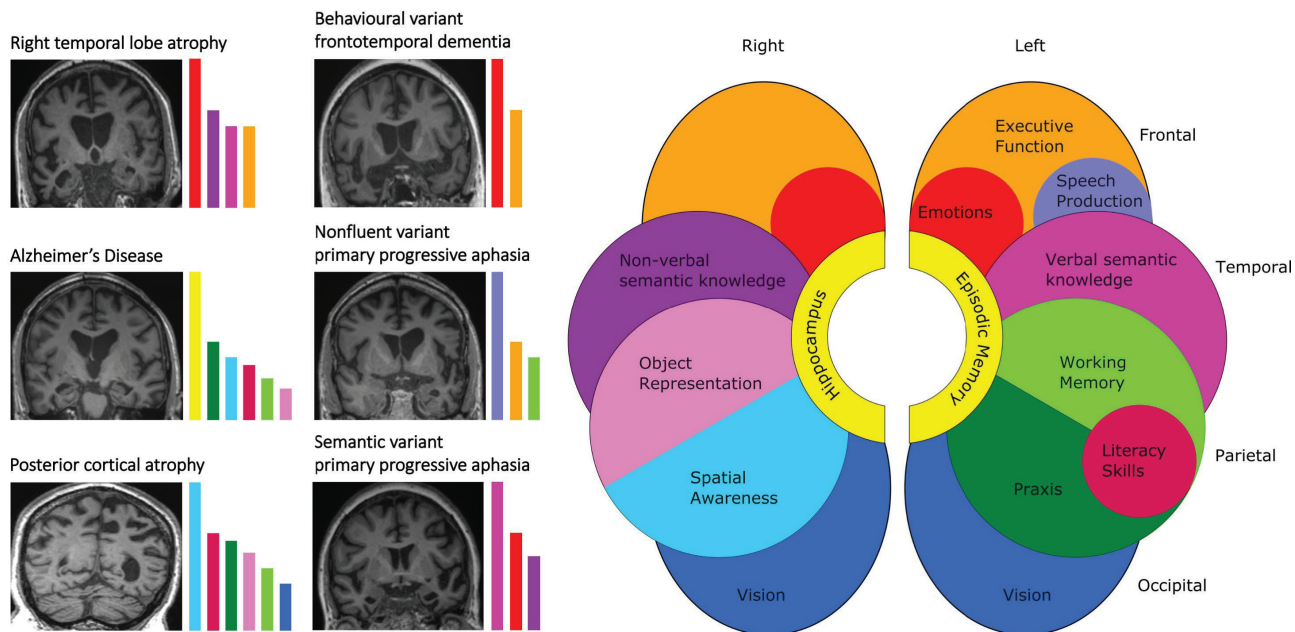 Right temporal lobe atrophy
Behavioural variant
frontotemporal dementia
Alzheimer's Disease
Nonfluent variant
primary progressive aphasia
Posterior cortical atrophy
Semantic variant
primary progressive aphasia
Right
Left
Executive
Function
Frontal
Speech
Production
Emotions
Non-verbal
semantic knowledge
Verbal semantic
knowledge
Temporal
Hippocampus
Episodic Memory
Object
Representation
Working
Memory
Literacy
Skills
Parietal
Spatial
Awareness
Praxis
Vision
Vision
Occipital